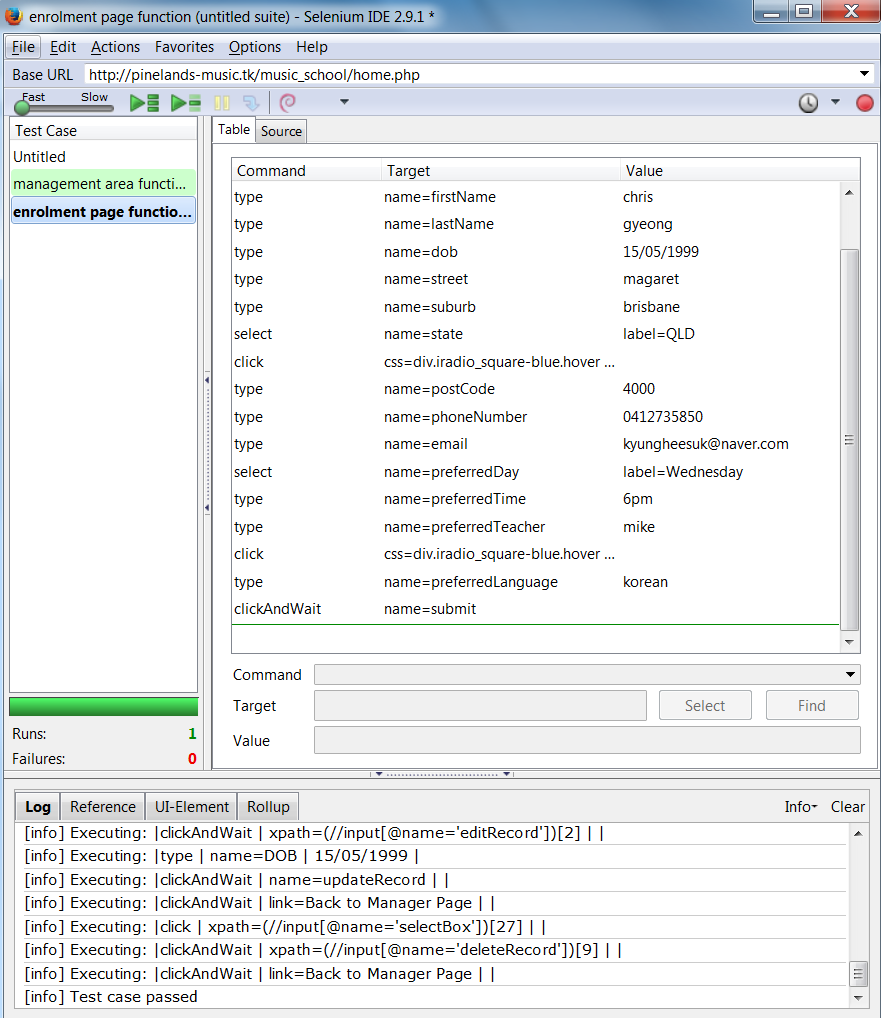 enrolment page function (untitled suite) - Selenium IDE 2.9.1 *
File Edit Actions Favorites Options Help
Base URL http://pinelands-music.tk/music_school/home.php
Fast Slow
Test Case
Untitled
management area functi...
enrolment page functio...
Table Source
Command Target Value
type name=firstName chris
type name=lastName gyeong
type name=dob 15/05/1999
type name=street magaret
type name=suburb brisbane
select name=state label=QLD
click css=div.iradio_square-blue.hover ...
type name=postCode 4000
type name=phoneNumber 0412735850
type name=email kyungheesuk@naver.com
select name=preferredDay label=Wednesday
type name=preferredTime 6pm
type name=preferredTeacher mike
click css=div.iradio_square-blue.hover ...
type name=preferredLanguage korean
clickAndWait name=submit
Command
Target Select Find
Value
Runs: 1
Failures: 0
Log Reference UI-Element Rollup Info Clear
[info] Executing: |clickAndWait | xpath=(//input[@name='editRecord'])[2] | |
[info] Executing: |type | name=DOB | 15/05/1999 |
[info] Executing: |clickAndWait | name=updateRecord | |
[info] Executing: |clickAndWait | link=Back to Manager Page | |
[info] Executing: |click | xpath=(//input[@name='selectBox'])[27] | |
[info] Executing: |clickAndWait | xpath=(//input[@name='deleteRecord'])[9] | |
[info] Executing: |clickAndWait | link=Back to Manager Page | |
[info] Test case passed